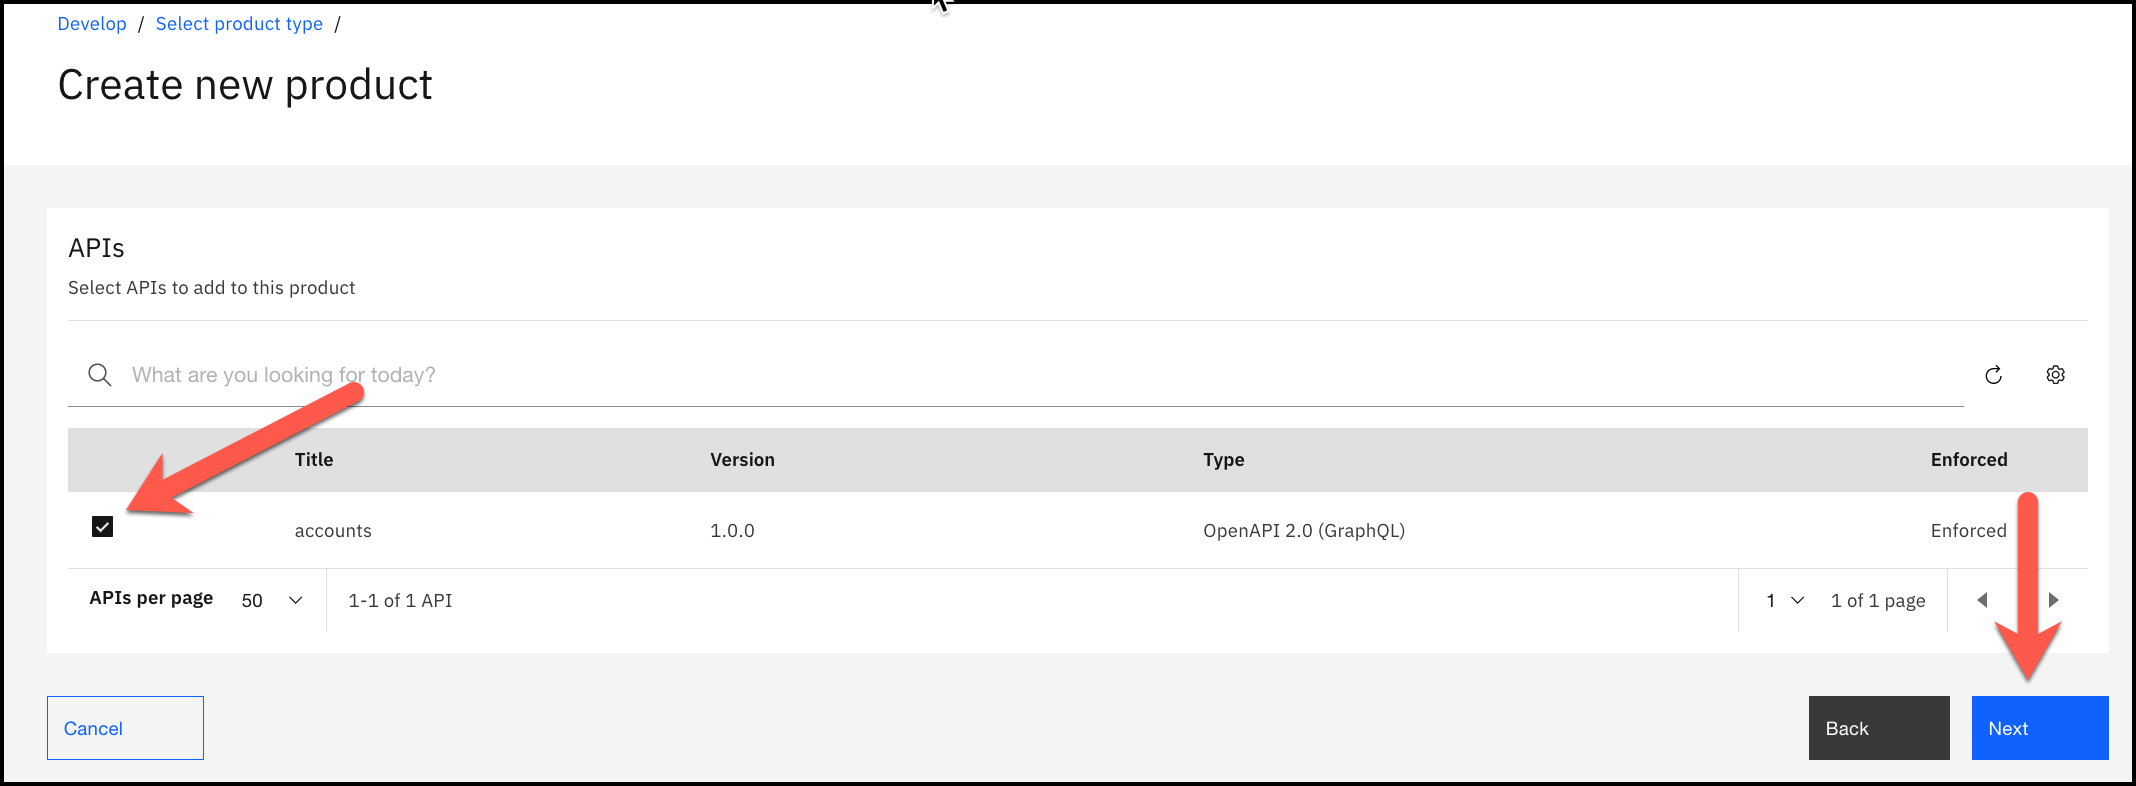 Develop / Select product type /
Create new product
APIs
Select APIs to add to this product
What are you looking for today?
Title Version Type Enforced
accounts 1.0.0 OpenAPI 2.0 (GraphQL) Enforced
APIs per page 50 1-1 of 1 API 1 1 of 1 page
Cancel Back Next